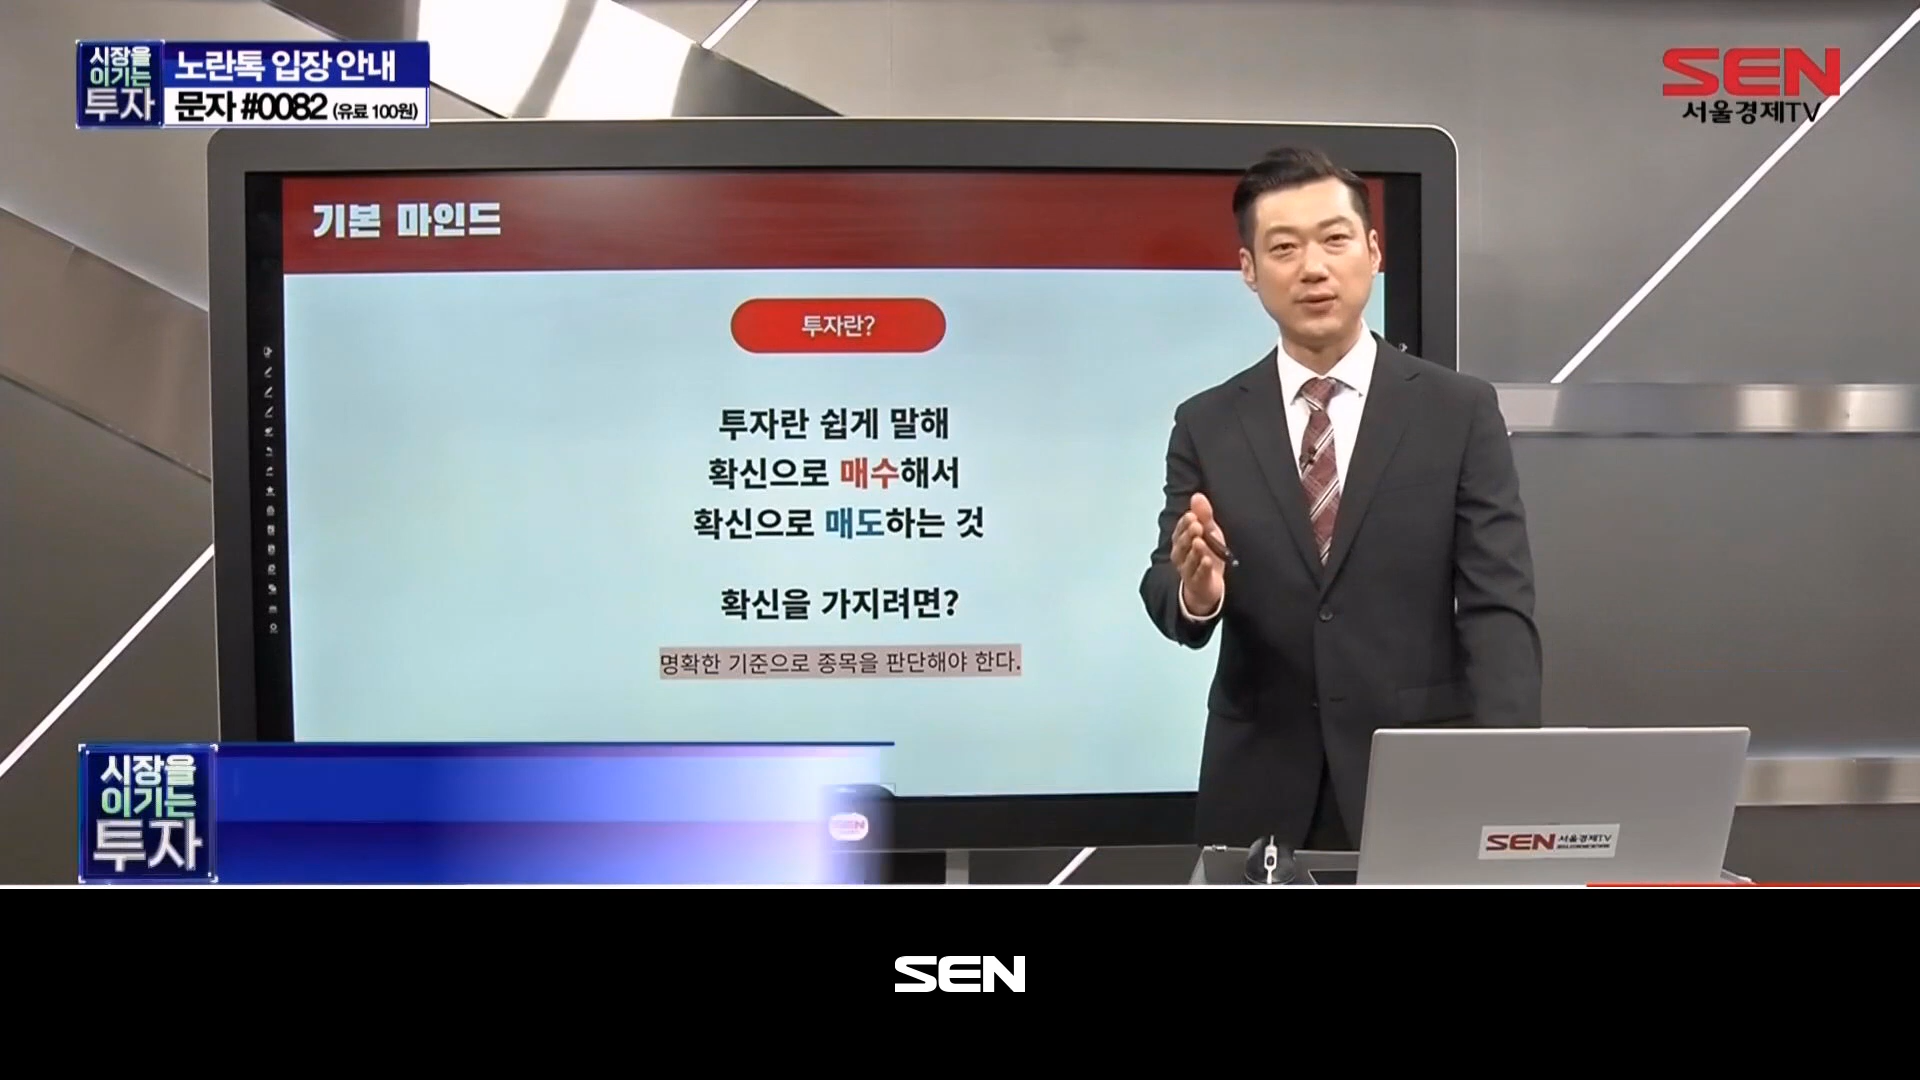 시장을
이기는
투자
노란톡 입장 안내
문자 #0082 (유료 100원)
SEN
서울경제TV
기본 마인드
투자란?
투자란 쉽게 말해
확신으로 매수해서
확신으로 매도하는 것
확신을 가지려면?
명확한 기준으로 종목을 판단해야 한다.
시장을
이기는
투자
SEN
SEN 서울경제TV
SEN